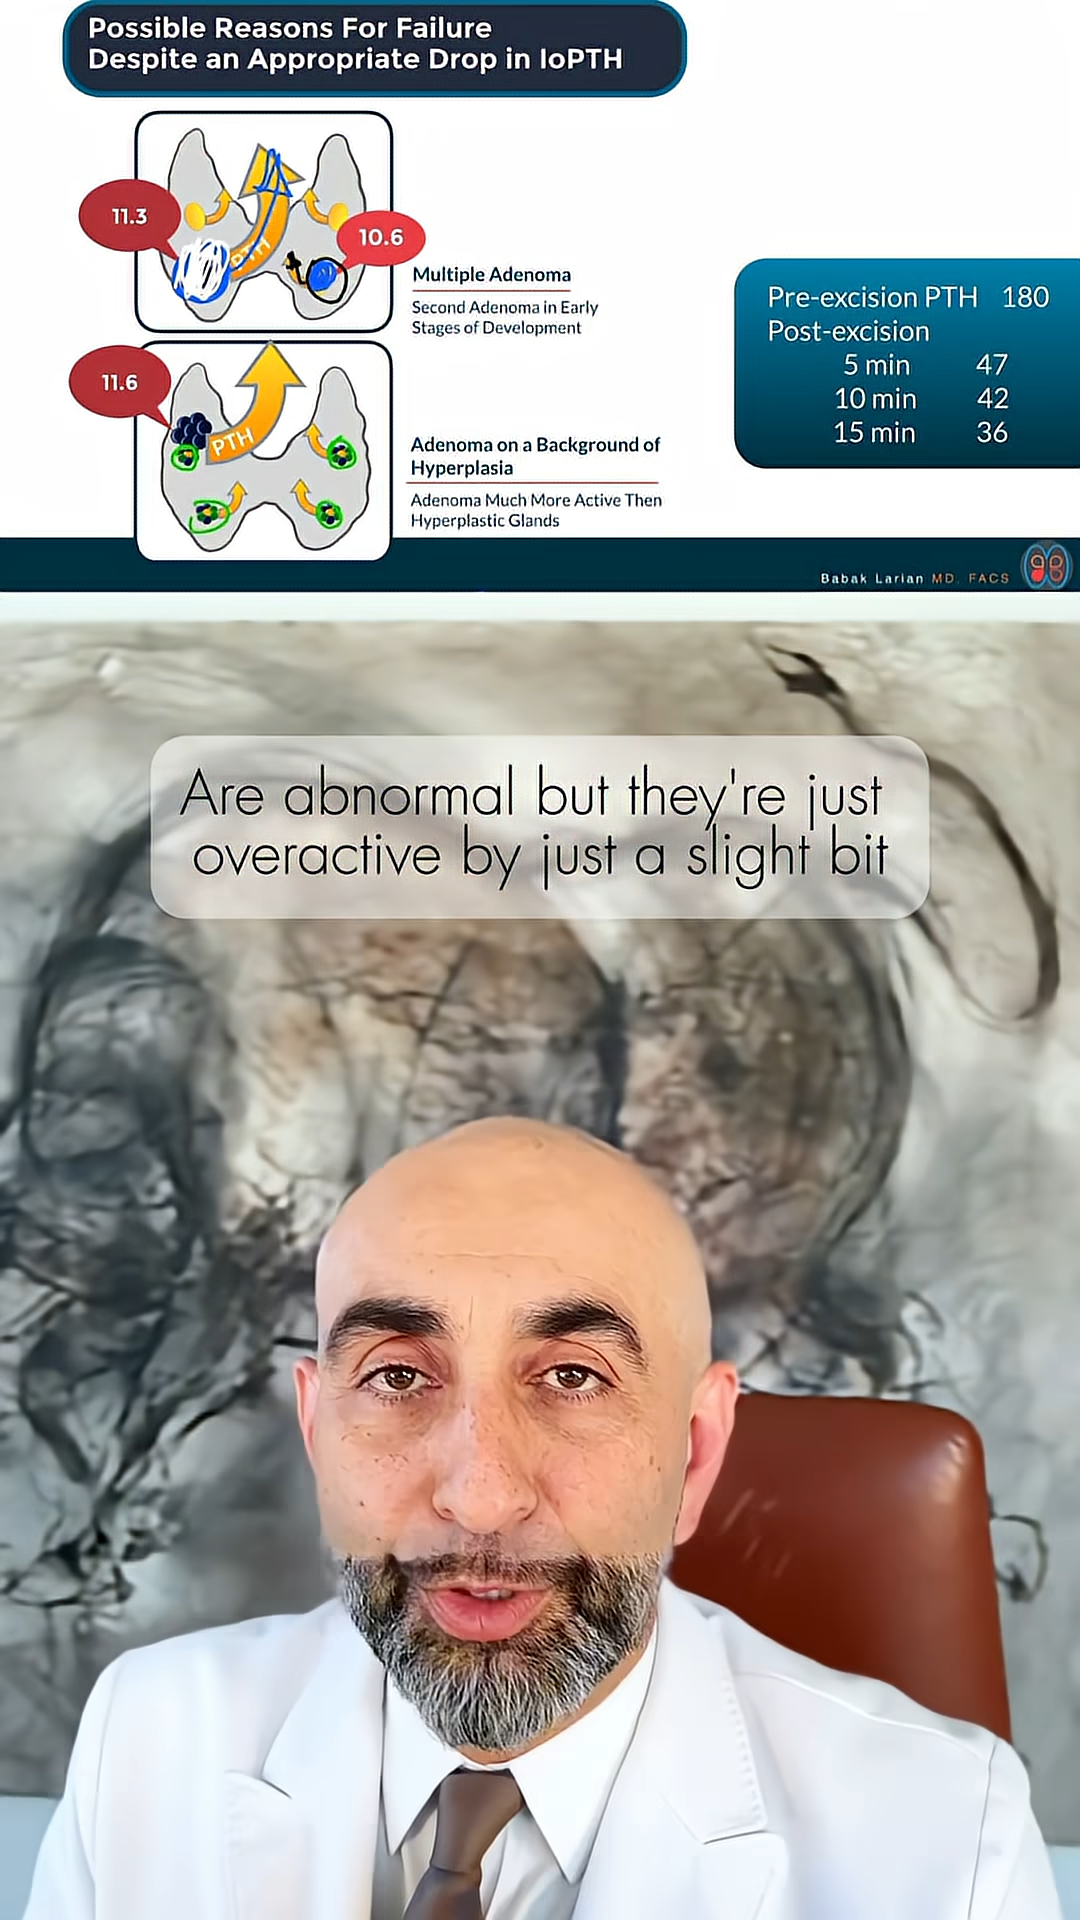 Possible Reasons For Failure
Despite an Appropriate Drop in IoPTH
11.3
PTH
10.6
Multiple Adenoma
Second Adenoma in Early
Stages of Development
11.6
PTH
Adenoma on a Background of
Hyperplasia
Adenoma Much More Active Then
Hyperplastic Glands
Pre-excision PTH 180
Post-excision
5 min 47
10 min 42
15 min 36
Babak Larian MD. FACS
Are abnormal but they're just
overactive by just a slight bit